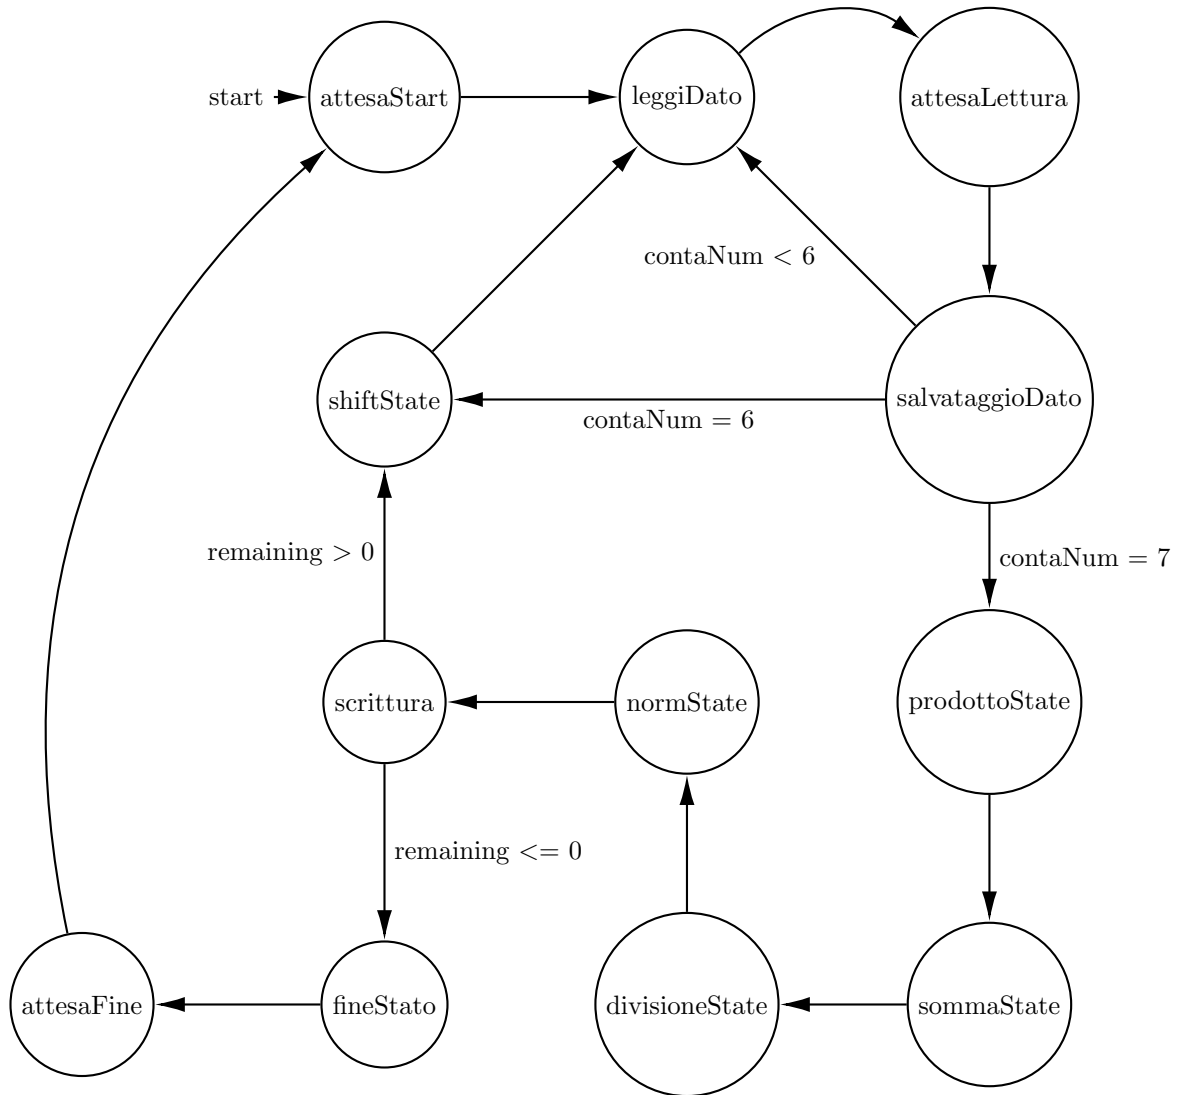 start
attesaStart
leggiDato
attesaLettura
contaNum < 6
shiftState
salvataggioDato
contaNum = 6
remaining > 0
contaNum = 7
scrittura
normState
prodottoState
remaining <= 0
attesaFine
fineStato
divisioneState
sommaState